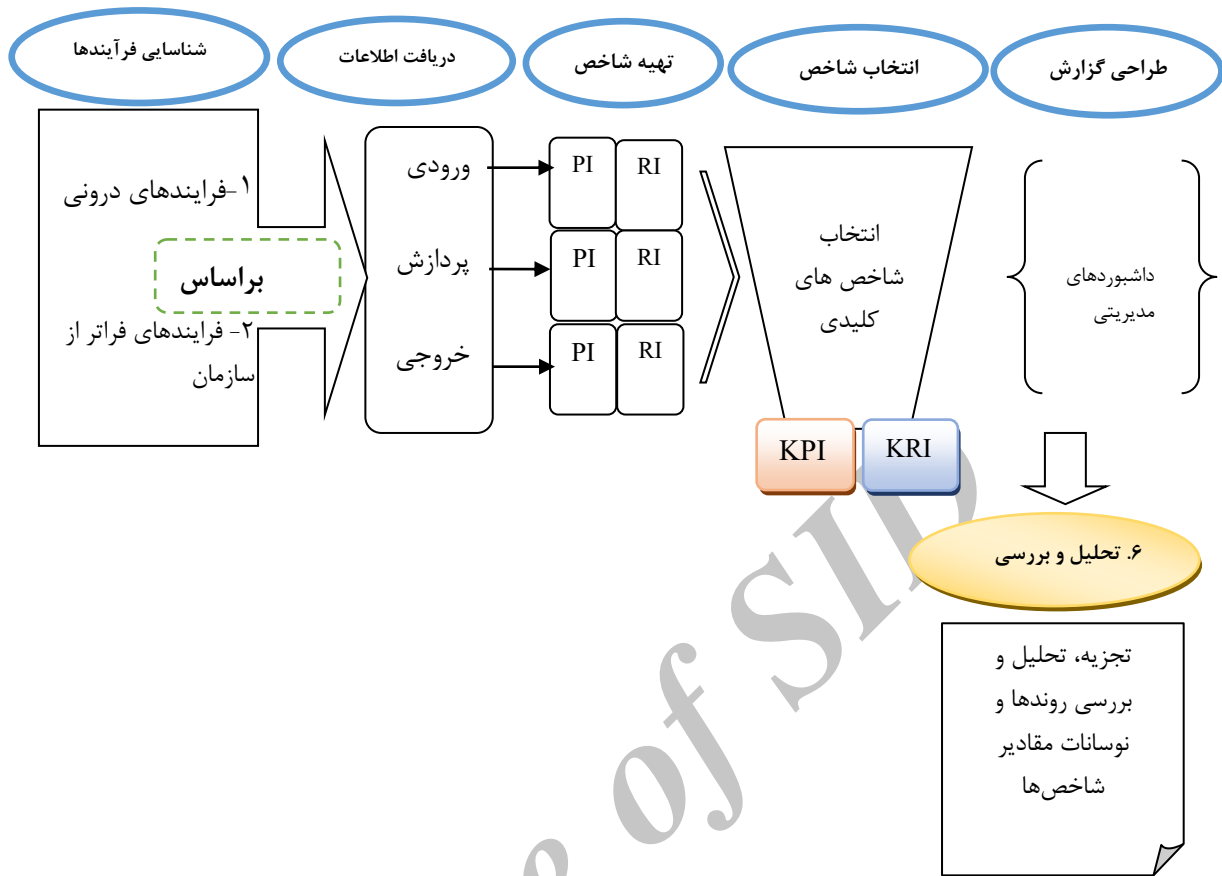 شناسایی فرآیندها
دریافت اطلاعات
تهیه شاخص
انتخاب شاخص
طراحی گزارش
۱-فرایندهای درونی
براساس
۲- فرایندهای فراتر از
سازمان
ورودی
پردازش
خروجی
PI RI
PI RI
PI RI
انتخاب
شاخص های
کلیدی
KPI KRI
داشبوردهای
مدیریتی
۶. تحلیل و بررسی
تجزیه، تحلیل و
بررسی روندها و
نوسانات مقادیر
شاخص‌ها
of SID